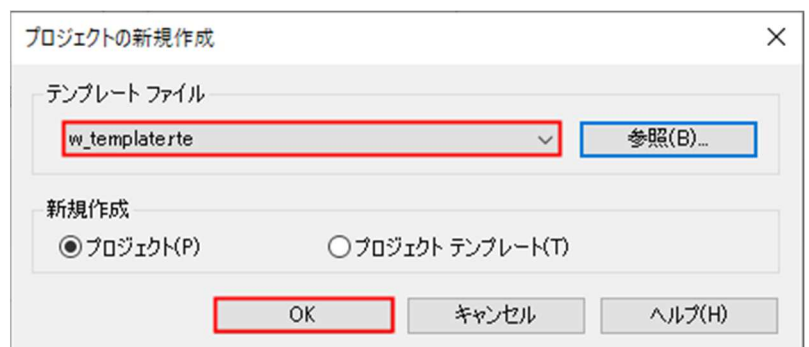 プロジェクトの新規作成
テンプレート ファイル
w_template.rte
参照(B)...
新規作成
プロジェクト(P) プロジェクト テンプレート(T)
OK キャンセル ヘルプ(H)